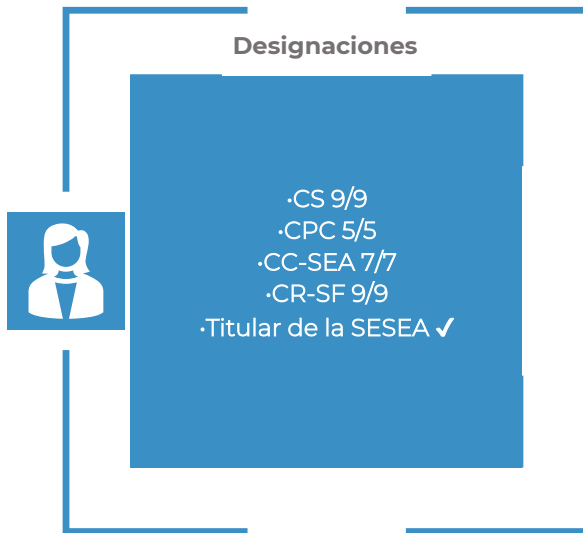 Designaciones
·CS 9/9
·CPC 5/5
·CC-SEA 7/7
·CR-SF 9/9
·Titular de la SESEA ✓